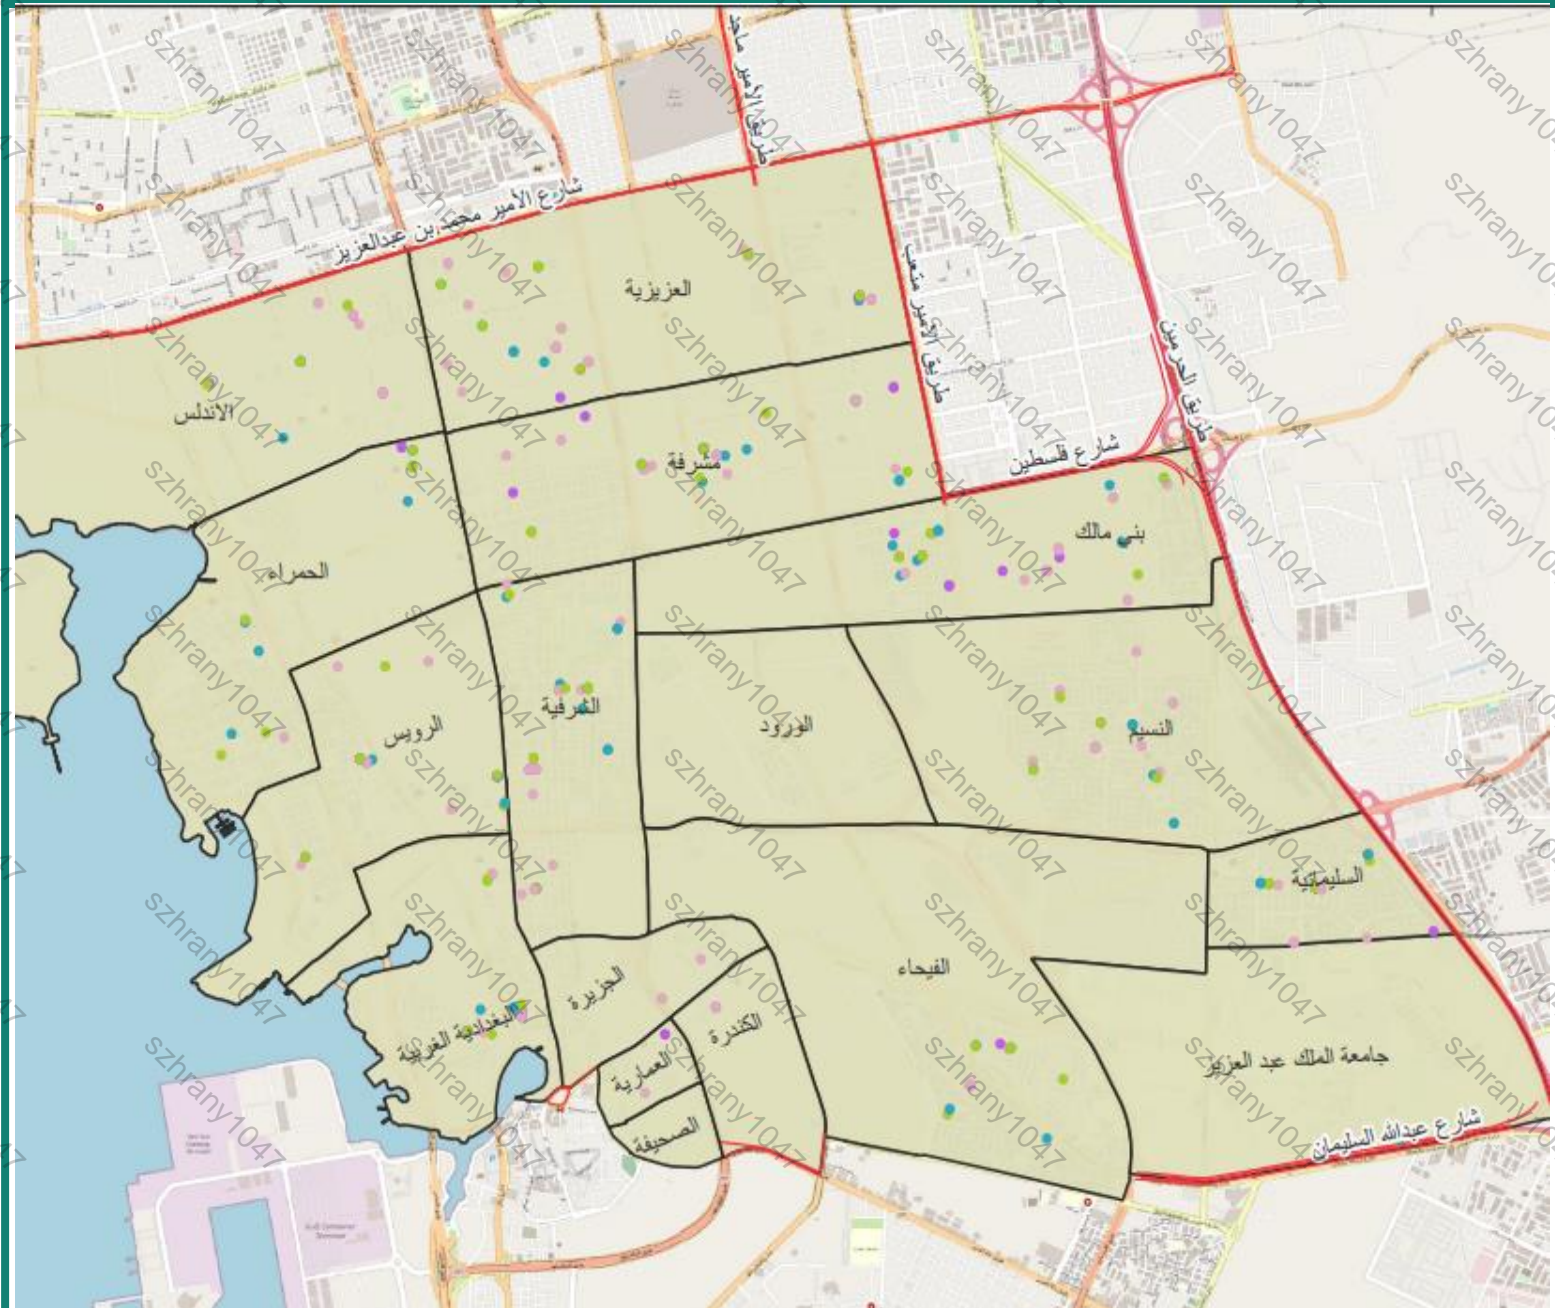 طريق الأمير ماجد
شارع الأمير محمد بن عبدالعزيز
العزيزية
طريق الأمير متعب
طريق الحرمين
الاندلس
مشرفة
شارع فلسطين
بني مالك
الحمراء
الشرفية
الرويس
الورود
النسيم
السليمانية
الفيحاء
الجزيرة
الكندرة
البغدادية الغربية
العمارية
الصحيفة
جامعة الملك عبد العزيز
شارع عبدالله السليمان
szhrany1047